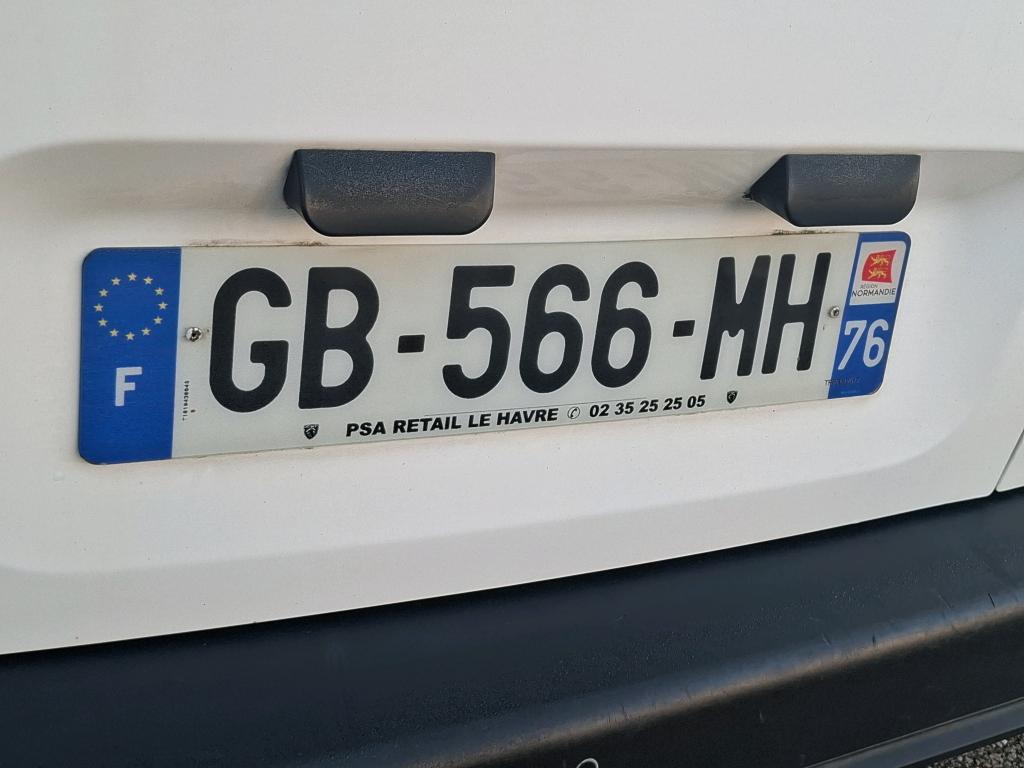 F
GB-566-MH
RÉGION
NORMANDIE
76
PSA RETAIL LE HAVRE ✆ 02 35 25 25 05